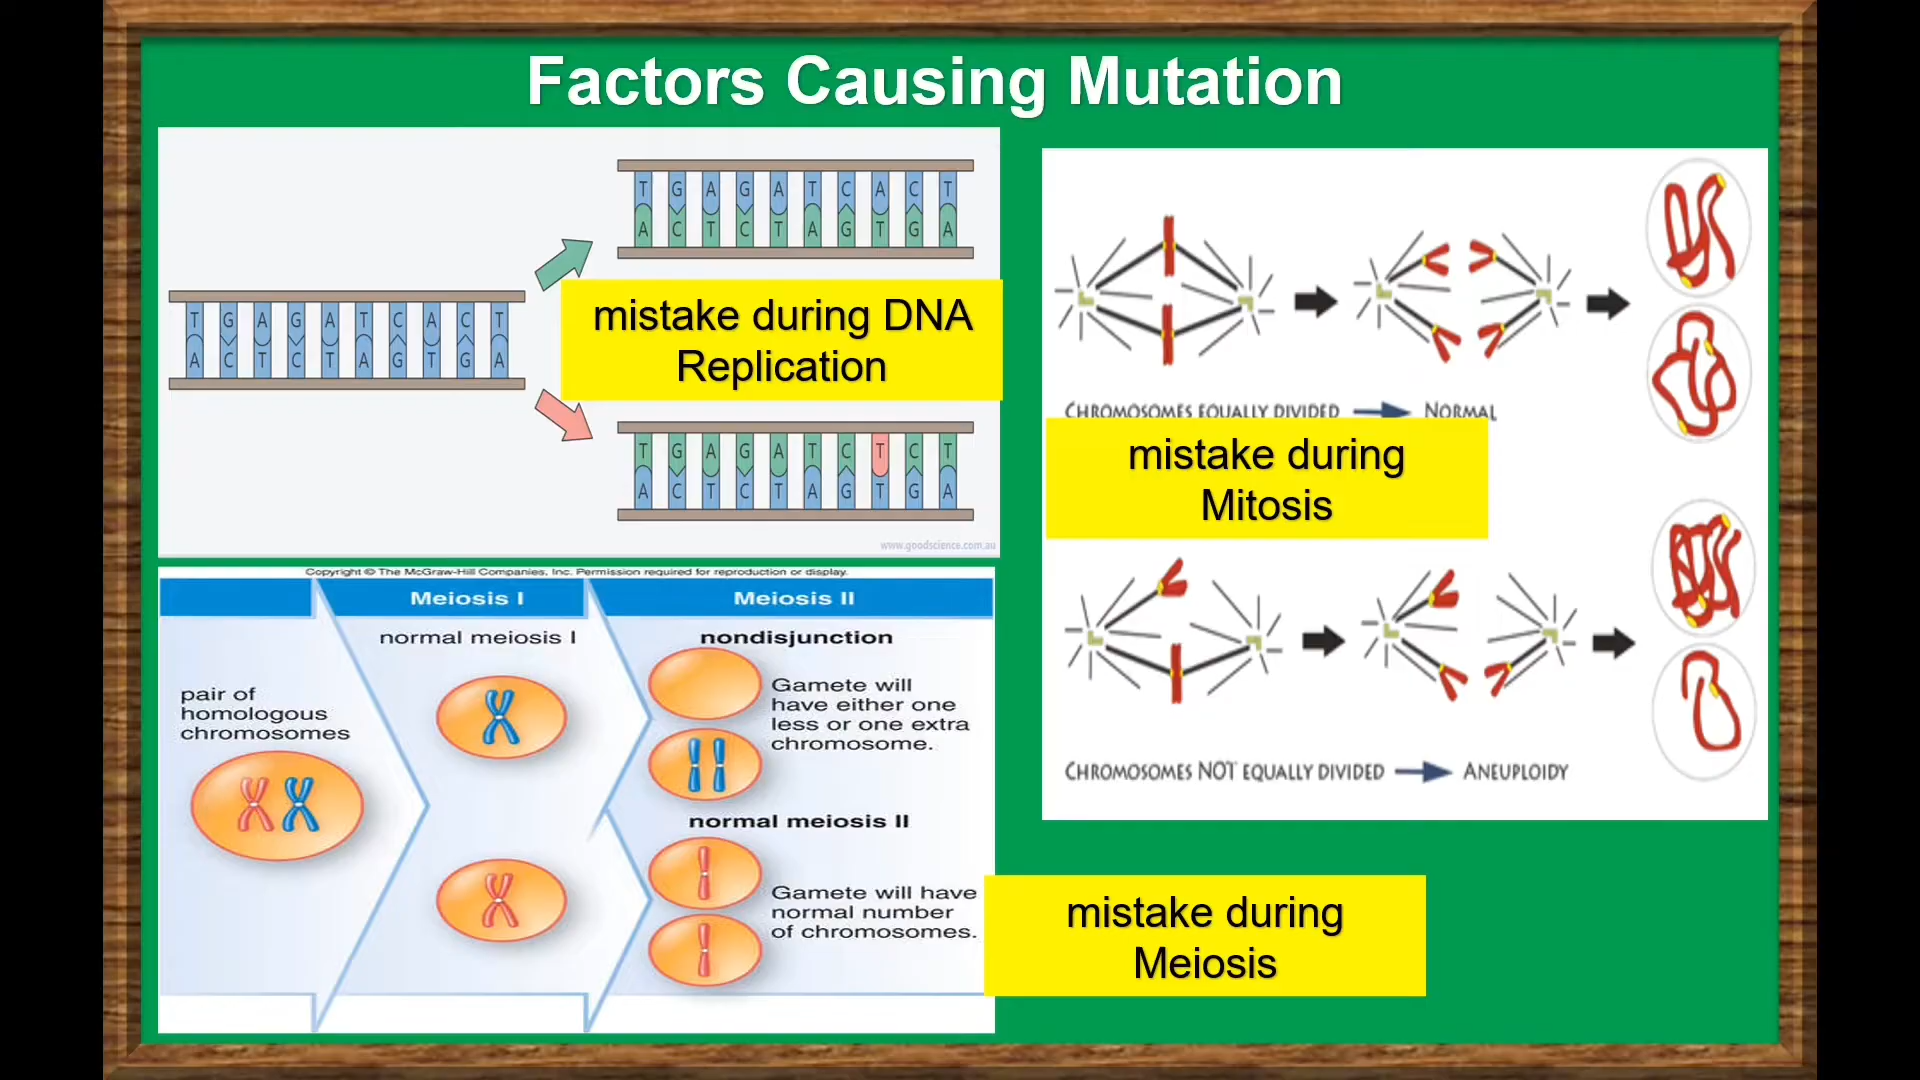 Factors Causing Mutation
T G A G A T C A C T
A C T C T A G T G A
T G A G A T C A C T
A C T C T A G T G A
mistake during DNA
Replication
T G A G A T C T C T
A C T C T A G T G A
www.goodscience.com.au
CHROMOSOMES EQUALLY DIVIDED NORMAL
mistake during
Mitosis
CHROMOSOMES NOT EQUALLY DIVIDED ANEUPLOIDY
Copyright © The McGraw-Hill Companies, Inc. Permission required for reproduction or display.
Meiosis I
Meiosis II
normal meiosis I
nondisjunction
pair of
homologous
chromosomes
Gamete will
have either one
less or one extra
chromosome.
normal meiosis II
Gamete will have
normal number
of chromosomes.
mistake during
Meiosis